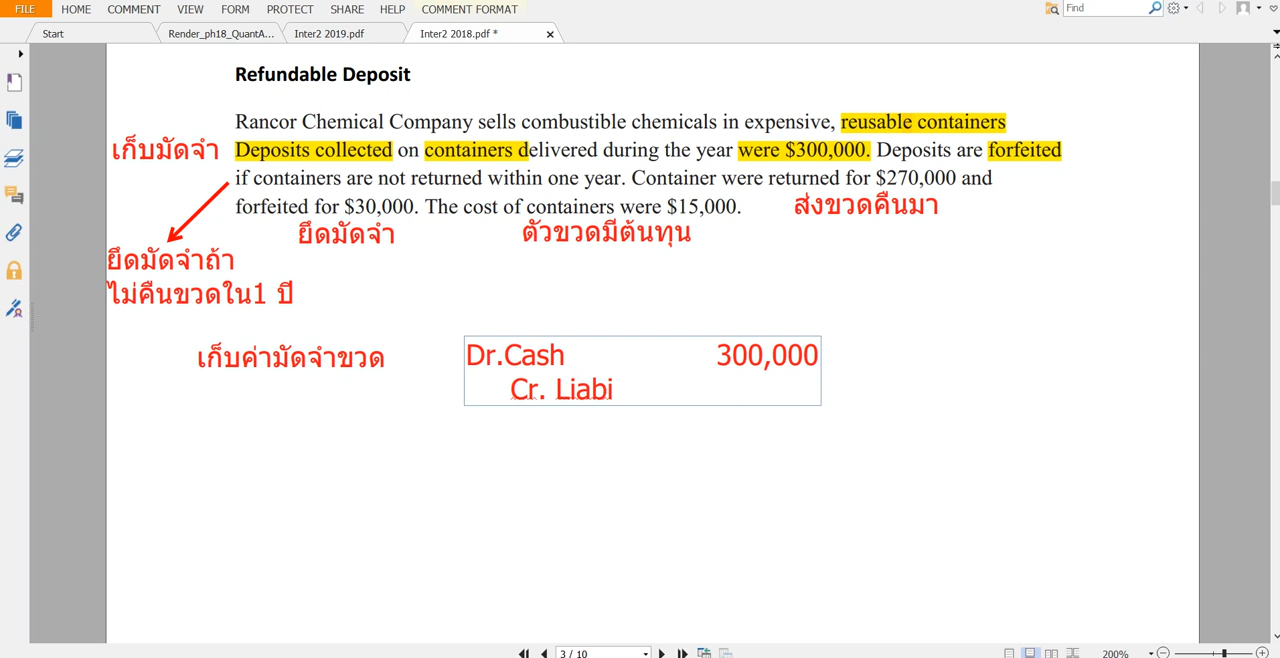 FILE HOME COMMENT VIEW FORM PROTECT SHARE HELP COMMENT FORMAT Find
Start Render_ph18_QuantA... Inter2 2019.pdf Inter2 2018.pdf *
Refundable Deposit
Rancor Chemical Company sells combustible chemicals in expensive, reusable containers
เก็บมัดจำ
Deposits collected on containers delivered during the year were $300,000. Deposits are forfeited
if containers are not returned within one year. Container were returned for $270,000 and
forfeited for $30,000. The cost of containers were $15,000.
ส่งขวดคืนมา
ยึดมัดจำ
ตัวขวดมีต้นทุน
ยึดมัดจำถ้า
ไม่คืนขวดใน1 ปี
เก็บค่ามัดจำขวด
Dr.Cash 300,000
Cr. Liabi
3 / 10 200%